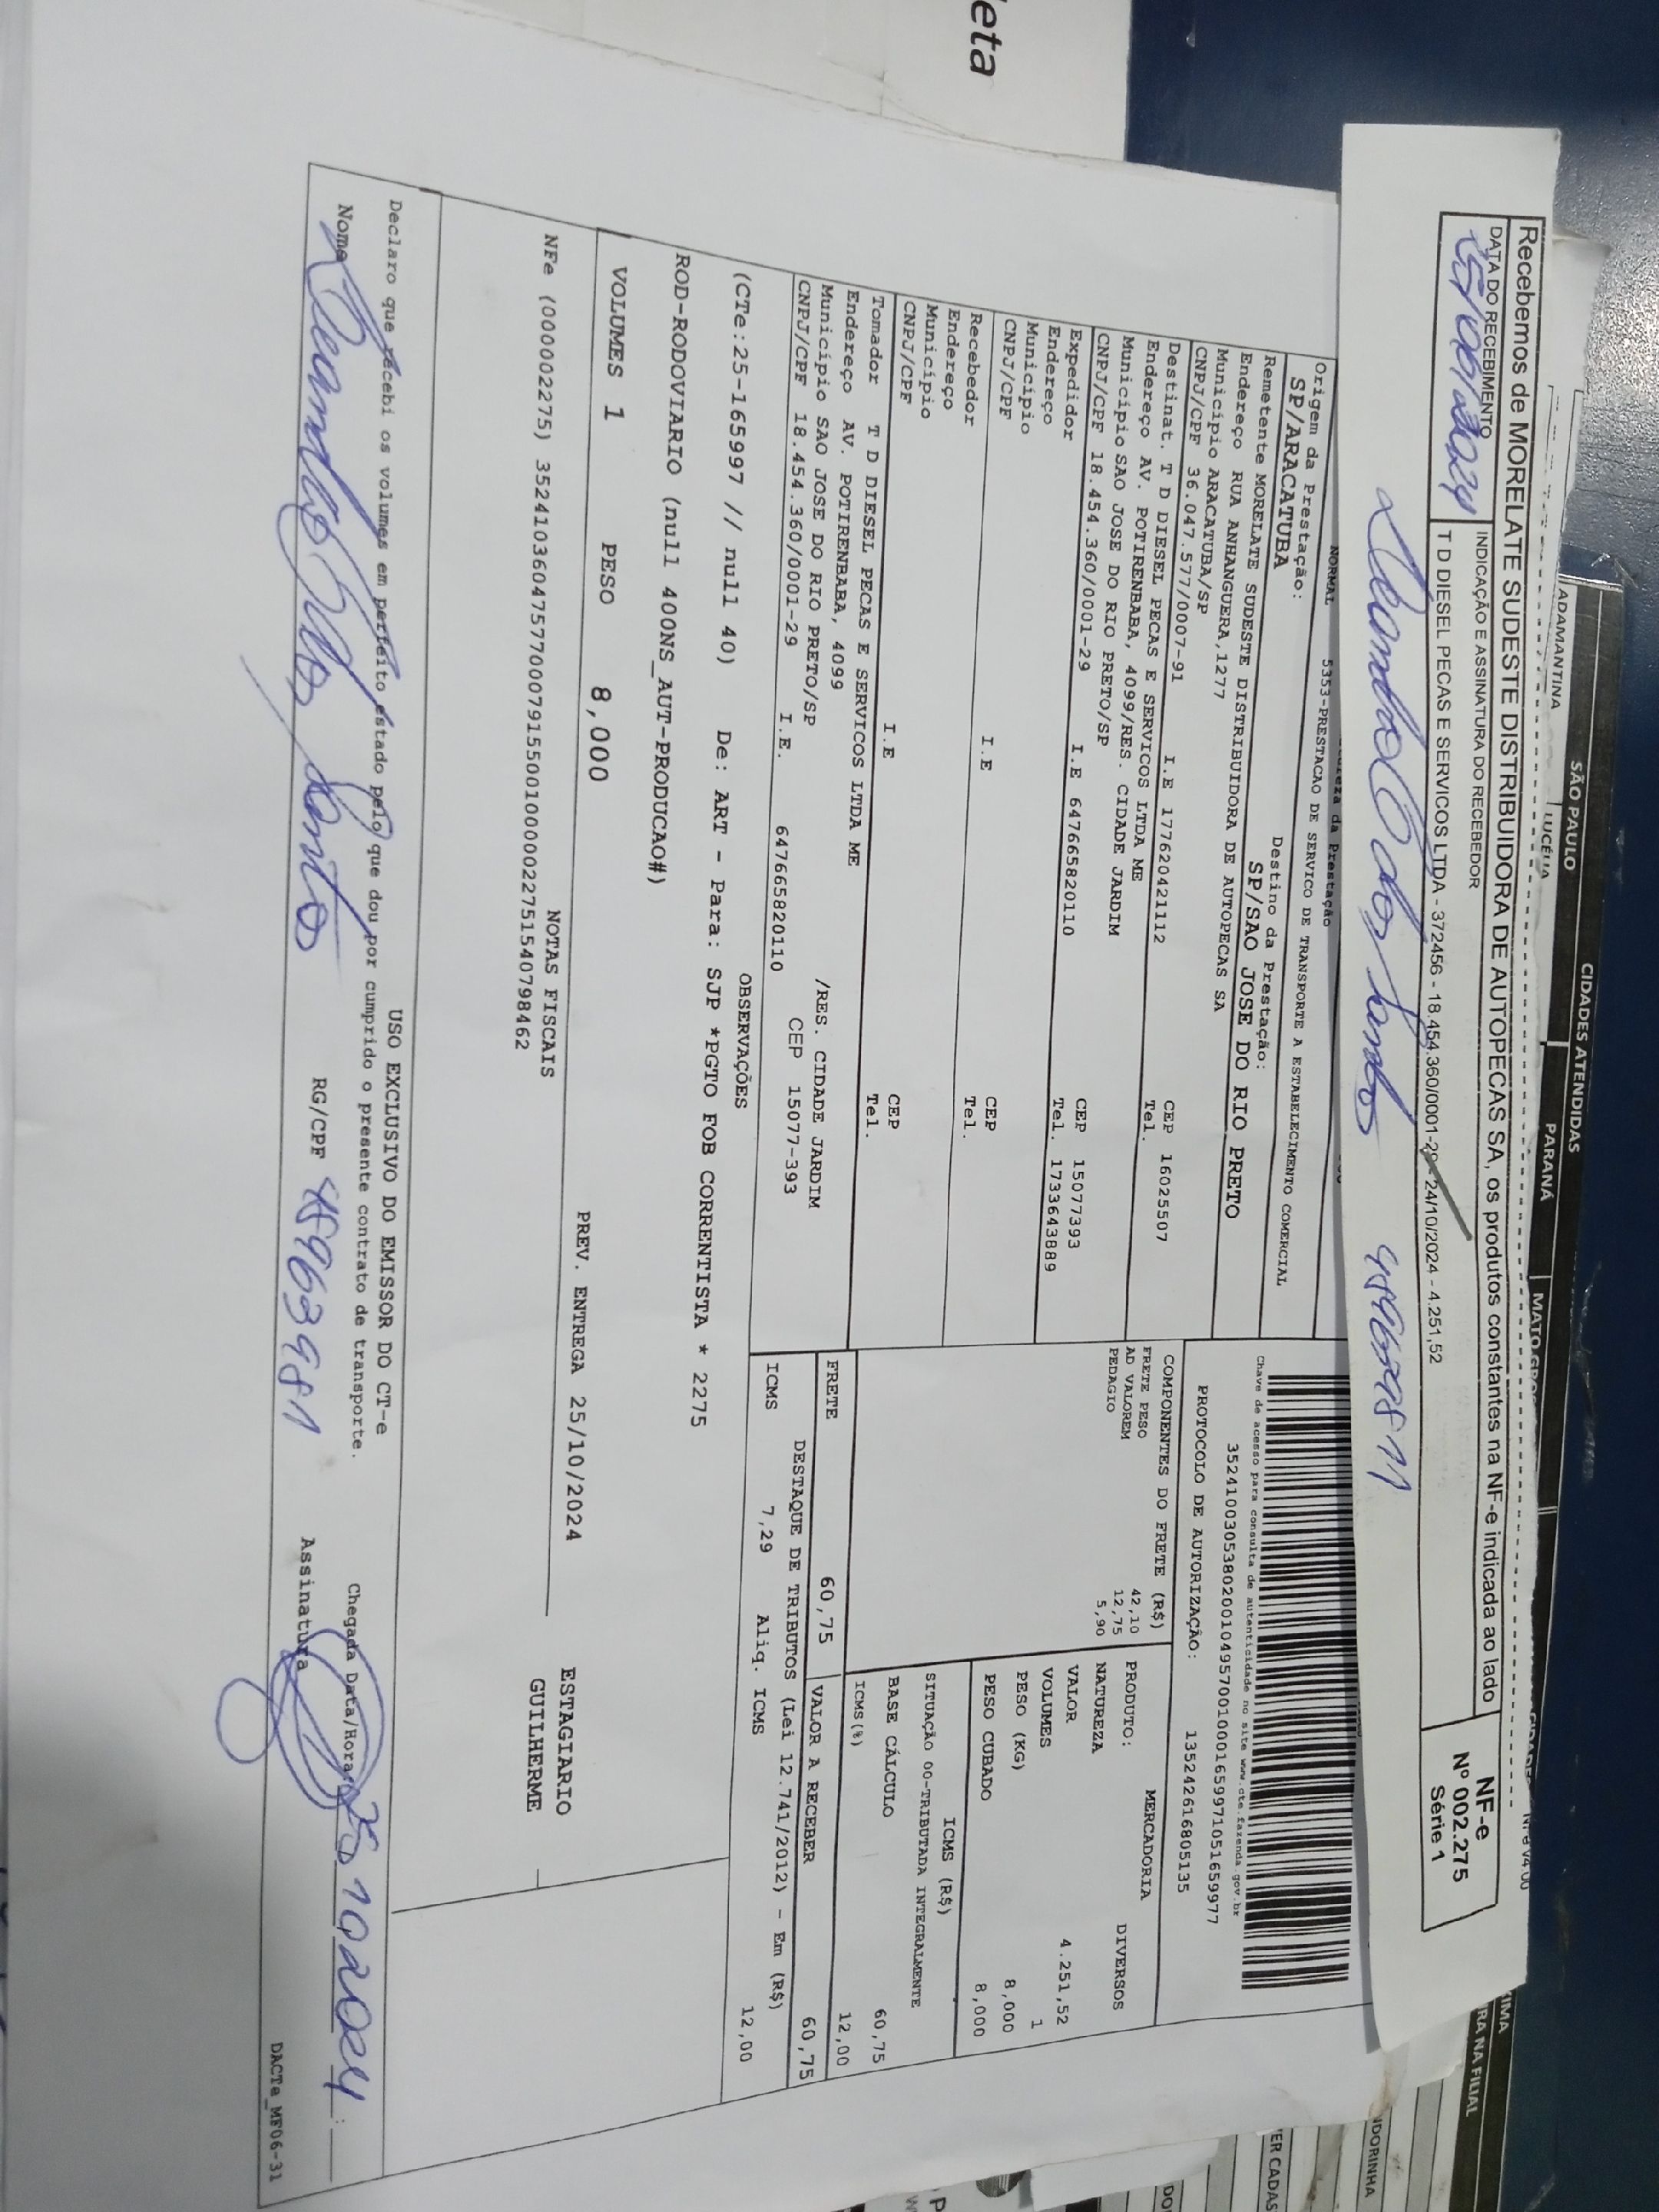 eta
SÃO PAULO
CIDADES ATENDIDAS
PARANÁ
ADAMANTINA
LUCÉLIA
Recebemos de MORELATE SUDESTE DISTRIBUIDORA DE AUTOPECAS SA, os produtos constantes na NF-e indicada ao lado
DATA DO RECEBIMENTO
INDICAÇÃO E ASSINATURA DO RECEBEDOR
T D DIESEL PECAS E SERVICOS LTDA - 372456 - 18.454.360/0001-29 - 24/10/2024 - 4.251,52
NF-e
Nº 002.275
Série 1
Leandro C dos Santos
NORMAL 5353-PRESTACAO DE SERVICO DE TRANSPORTE A ESTABELECIMENTO COMERCIAL
Origem da Prestação:
SP/ARACATUBA
Destino da Prestação:
SP/SAO JOSE DO RIO PRETO
Remetente MORELATE SUDESTE DISTRIBUIDORA DE AUTOPECAS SA
Endereço RUA ANHANGUERA,1277
Município ARACATUBA/SP CEP 16025507
CNPJ/CPF 36.047.577/0007-91 I.E 177620421112 Tel.
Destinat. T D DIESEL PECAS E SERVICOS LTDA ME
Endereço AV. POTIRENBABA, 4099/RES. CIDADE JARDIM
Município SAO JOSE DO RIO PRETO/SP CEP 15077393
CNPJ/CPF 18.454.360/0001-29 I.E 647665820110 Tel. 1733643889
Expedidor
Endereço
Município CEP
CNPJ/CPF I.E Tel.
Recebedor
Endereço
Município CEP
CNPJ/CPF I.E Tel.
Tomador T D DIESEL PECAS E SERVICOS LTDA ME
Endereço AV. POTIRENBABA, 4099 /RES. CIDADE JARDIM
Município SAO JOSE DO RIO PRETO/SP CEP 15077-393
CNPJ/CPF 18.454.360/0001-29 I.E. 647665820110
Chave de acesso para consulta de autenticidade no site www.cte.fazenda.gov.br
PROTOCOLO DE AUTORIZAÇÃO: 135242616805135
COMPONENTES DO FRETE (R$)
FRETE PESO 42,10
AD VALOREM 12,75
PEDAGIO 5,90
MERCADORIA
PRODUTO: DIVERSOS
NATUREZA
VALOR 4.251,52
VOLUMES 1
PESO (KG) 8,000
PESO CUBADO 8,000
ICMS (R$)
SITUAÇÃO 00-TRIBUTADA INTEGRALMENTE
BASE CÁLCULO 60,75
ICMS(%) 12,00
FRETE 60,75
VALOR A RECEBER 60,75
DESTAQUE DE TRIBUTOS (Lei 12.741/2012) - Em (R$)
ICMS 7,29 Aliq. ICMS 12,00
OBSERVAÇÕES
(CTe:25-165997 // null 40) De: ART - Para: SJP *PGTO FOB CORRENTISTA * 2275
ROD-RODOVIARIO (null 400NS_AUT-PRODUCAO#)
VOLUMES 1 PESO 8,000 PREV. ENTREGA 25/10/2024
NOTAS FISCAIS
NFe (000002275) 35241036047577000791550010000022751540798462
ESTAGIARIO
GUILHERME
USO EXCLUSIVO DO EMISSOR DO CT-e
Declaro que recebi os volumes em perfeito estado pelo que dou por cumprido o presente contrato de transporte.
Chegada Data/Hora: 25 10 2024
Nome Leandro C dos Santos RG/CPF 459639511 Assinatura
DACTe_MF06-31